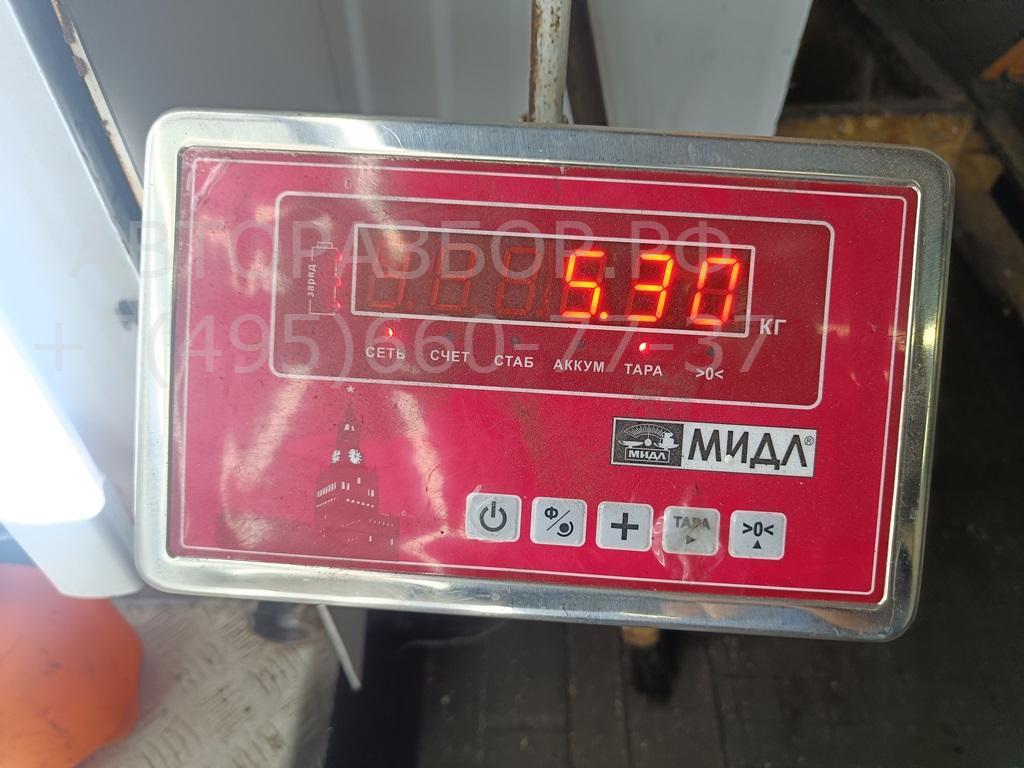 АВТОРАЗБОР.РФ
+ (495)660-77-37
заряд
5.30
КГ
СЕТЬ СЧЕТ СТАБ АККУМ ТАРА >0<
МИДЛ МИДЛ®
Ф ТАРА >0<